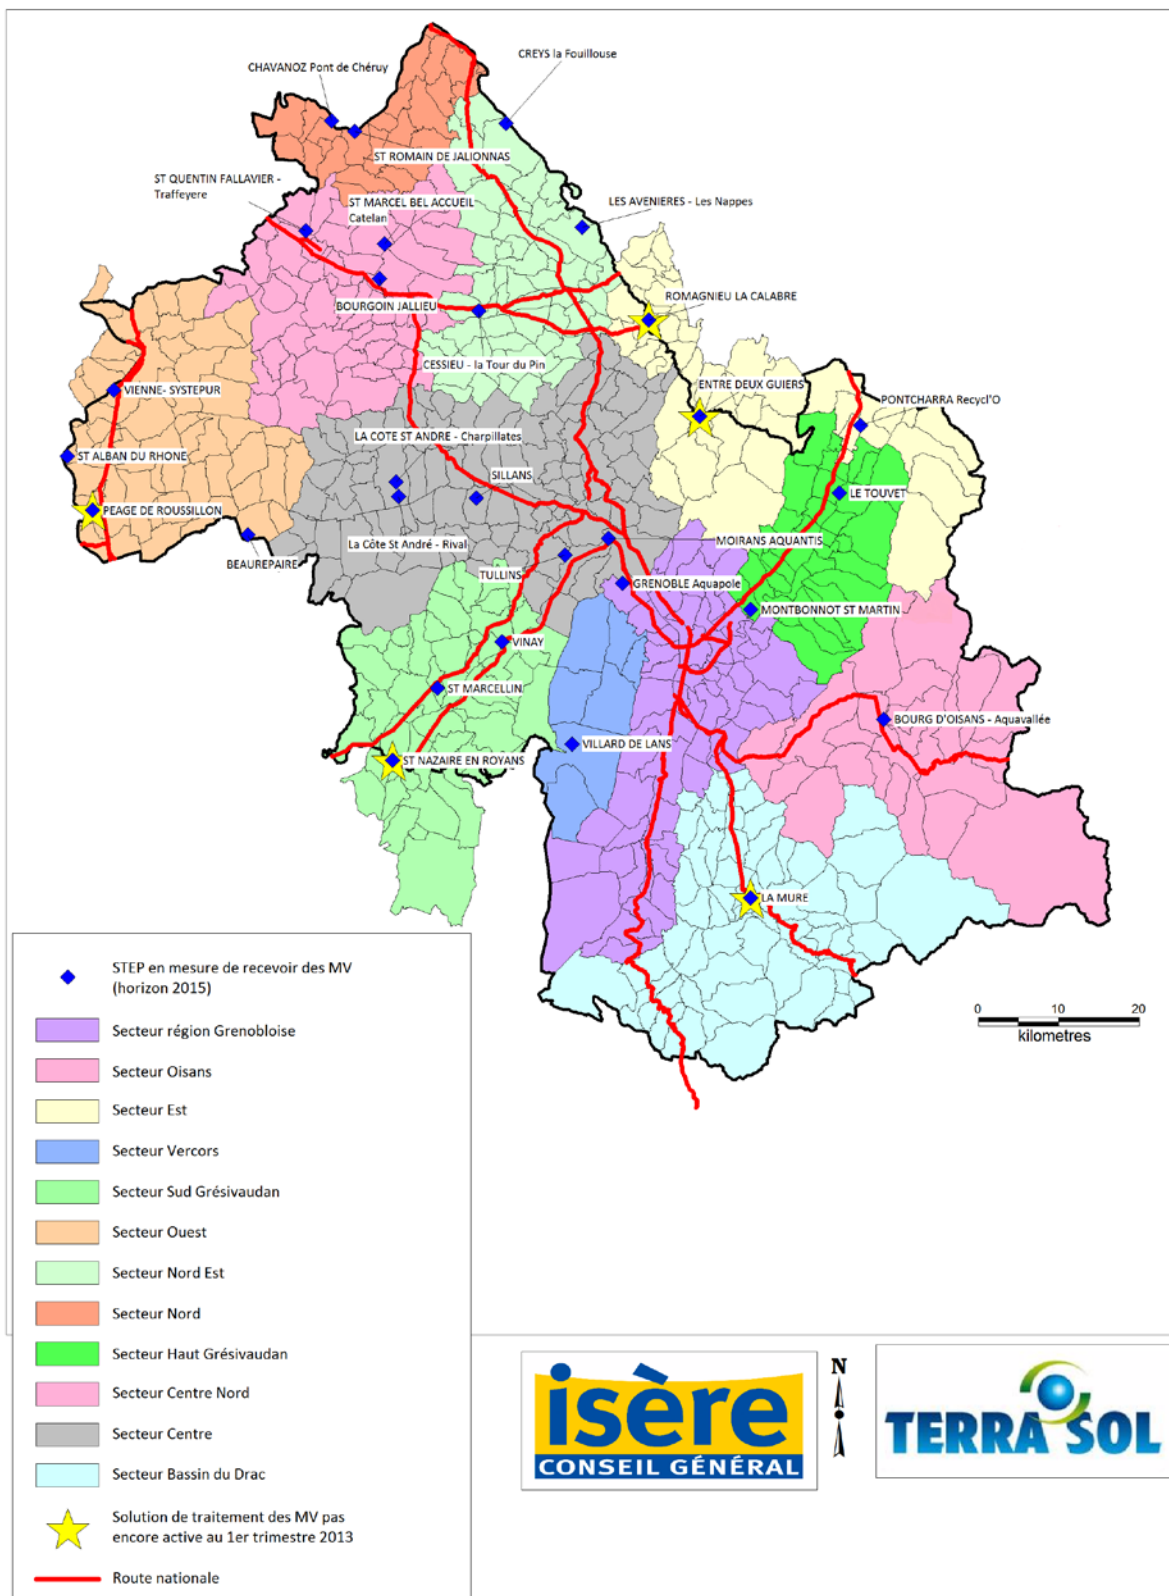 CREYS la Fouillouse
CHAVANOZ Pont de Chéruy
ST ROMAIN DE JALIONNAS
ST QUENTIN FALLAVIER -
Traffeyere
ST MARCEL BEL ACCUEIL
Catelan
LES AVENIERES - Les Nappes
ROMAGNIEU LA CALABRE
BOURGOIN JALLIEU
CESSIEU - la Tour du Pin
ENTRE DEUX GUIERS
VIENNE- SYSTEPUR
PONTCHARRA Recycl'O
LA COTE ST ANDRE - Charpillates
ST ALBAN DU RHONE
SILLANS
LE TOUVET
PEAGE DE ROUSSILLON
MOIRANS AQUANTIS
La Côte St André - Rival
BEAUREPAIRE
TULLINS
GRENOBLE Aquapole
MONTBONNOT ST MARTIN
VINAY
ST MARCELLIN
BOURG D'OISANS - Aquavallée
VILLARD DE LANS
ST NAZAIRE EN ROYANS
LA MURE
0 10 20
kilometres
STEP en mesure de recevoir des MV
(horizon 2015)
Secteur région Grenobloise
Secteur Oisans
Secteur Est
Secteur Vercors
Secteur Sud Grésivaudan
Secteur Ouest
Secteur Nord Est
Secteur Nord
Secteur Haut Grésivaudan
Secteur Centre Nord
Secteur Centre
Secteur Bassin du Drac
Solution de traitement des MV pas
encore active au 1er trimestre 2013
Route nationale
isère
CONSEIL GÉNÉRAL
N
TERRA SOL